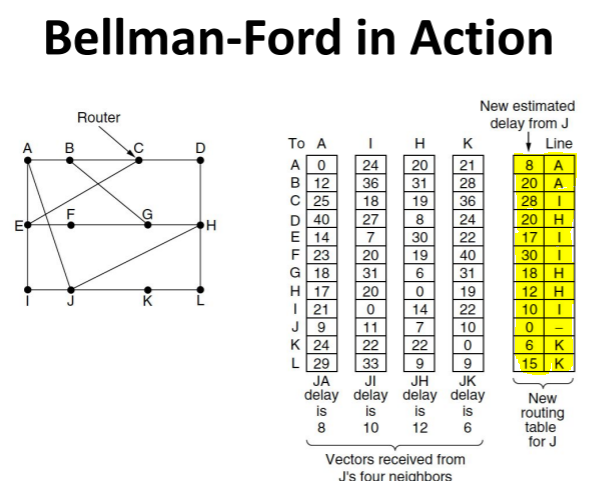 Bellman-Ford in Action
Router
A B C D
E F G H
I J K L
New estimated
delay from J
To A I H K Line
A 0 24 20 21 8 A
B 12 36 31 28 20 A
C 25 18 19 36 28 I
D 40 27 8 24 20 H
E 14 7 30 22 17 I
F 23 20 19 40 30 I
G 18 31 6 31 18 H
H 17 20 0 19 12 H
I 21 0 14 22 10 I
J 9 11 7 10 0 –
K 24 22 22 0 6 K
L 29 33 9 9 15 K
JA JI JH JK
delay delay delay delay
is is is is
8 10 12 6
New
routing
table
for J
Vectors received from
J's four neighbors